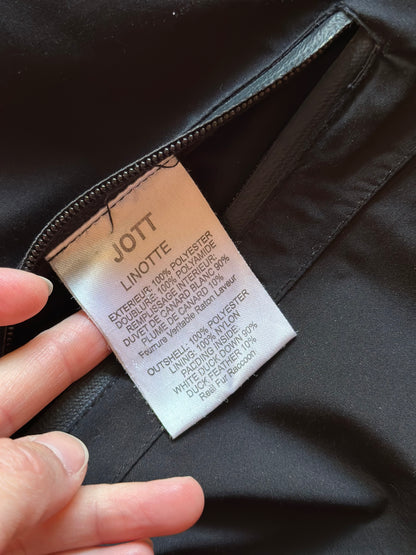 JOTT
LINOTTE
EXTERIEUR: 100% POLYESTER
DOUBLURE: 100% POLYAMIDE
REMPLISSAGE INTERIEUR:
DUVET DE CANARD BLANC 90%
PLUME DE CANARD 10%
Fourrure Veritable Raton Laveur
OUTSHELL: 100% POLYESTER
LINING: 100% NYLON
PADDING INSIDE:
WHITE DUCK DOWN 90%
DUCK FEATHER 10%
Real Fur Raccoon